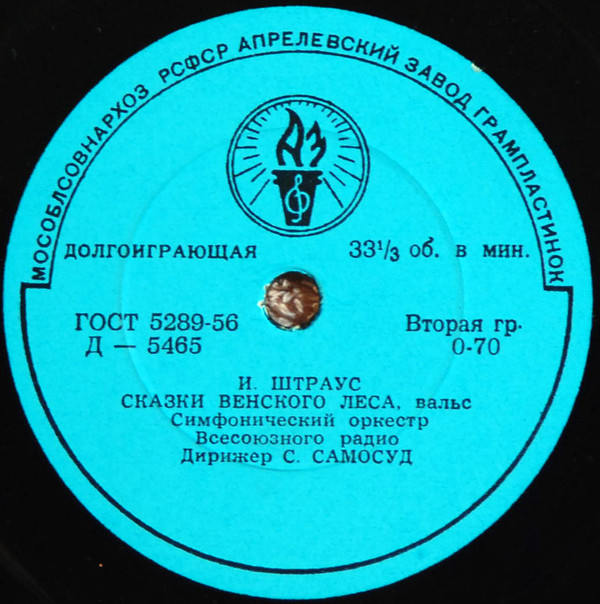 МОСОБЛСОВНАРХОЗ РСФСР АПРЕЛЕВСКИЙ ЗАВОД ГРАМПЛАСТИНОК
АЗ
ДОЛГОИГРАЮЩАЯ 33⅓ об. в мин.
ГОСТ 5289-56 Вторая гр.
Д — 5465 0-70
И. ШТРАУС
СКАЗКИ ВЕНСКОГО ЛЕСА, вальс
Симфонический оркестр
Всесоюзного радио
Дирижер С. САМОСУД